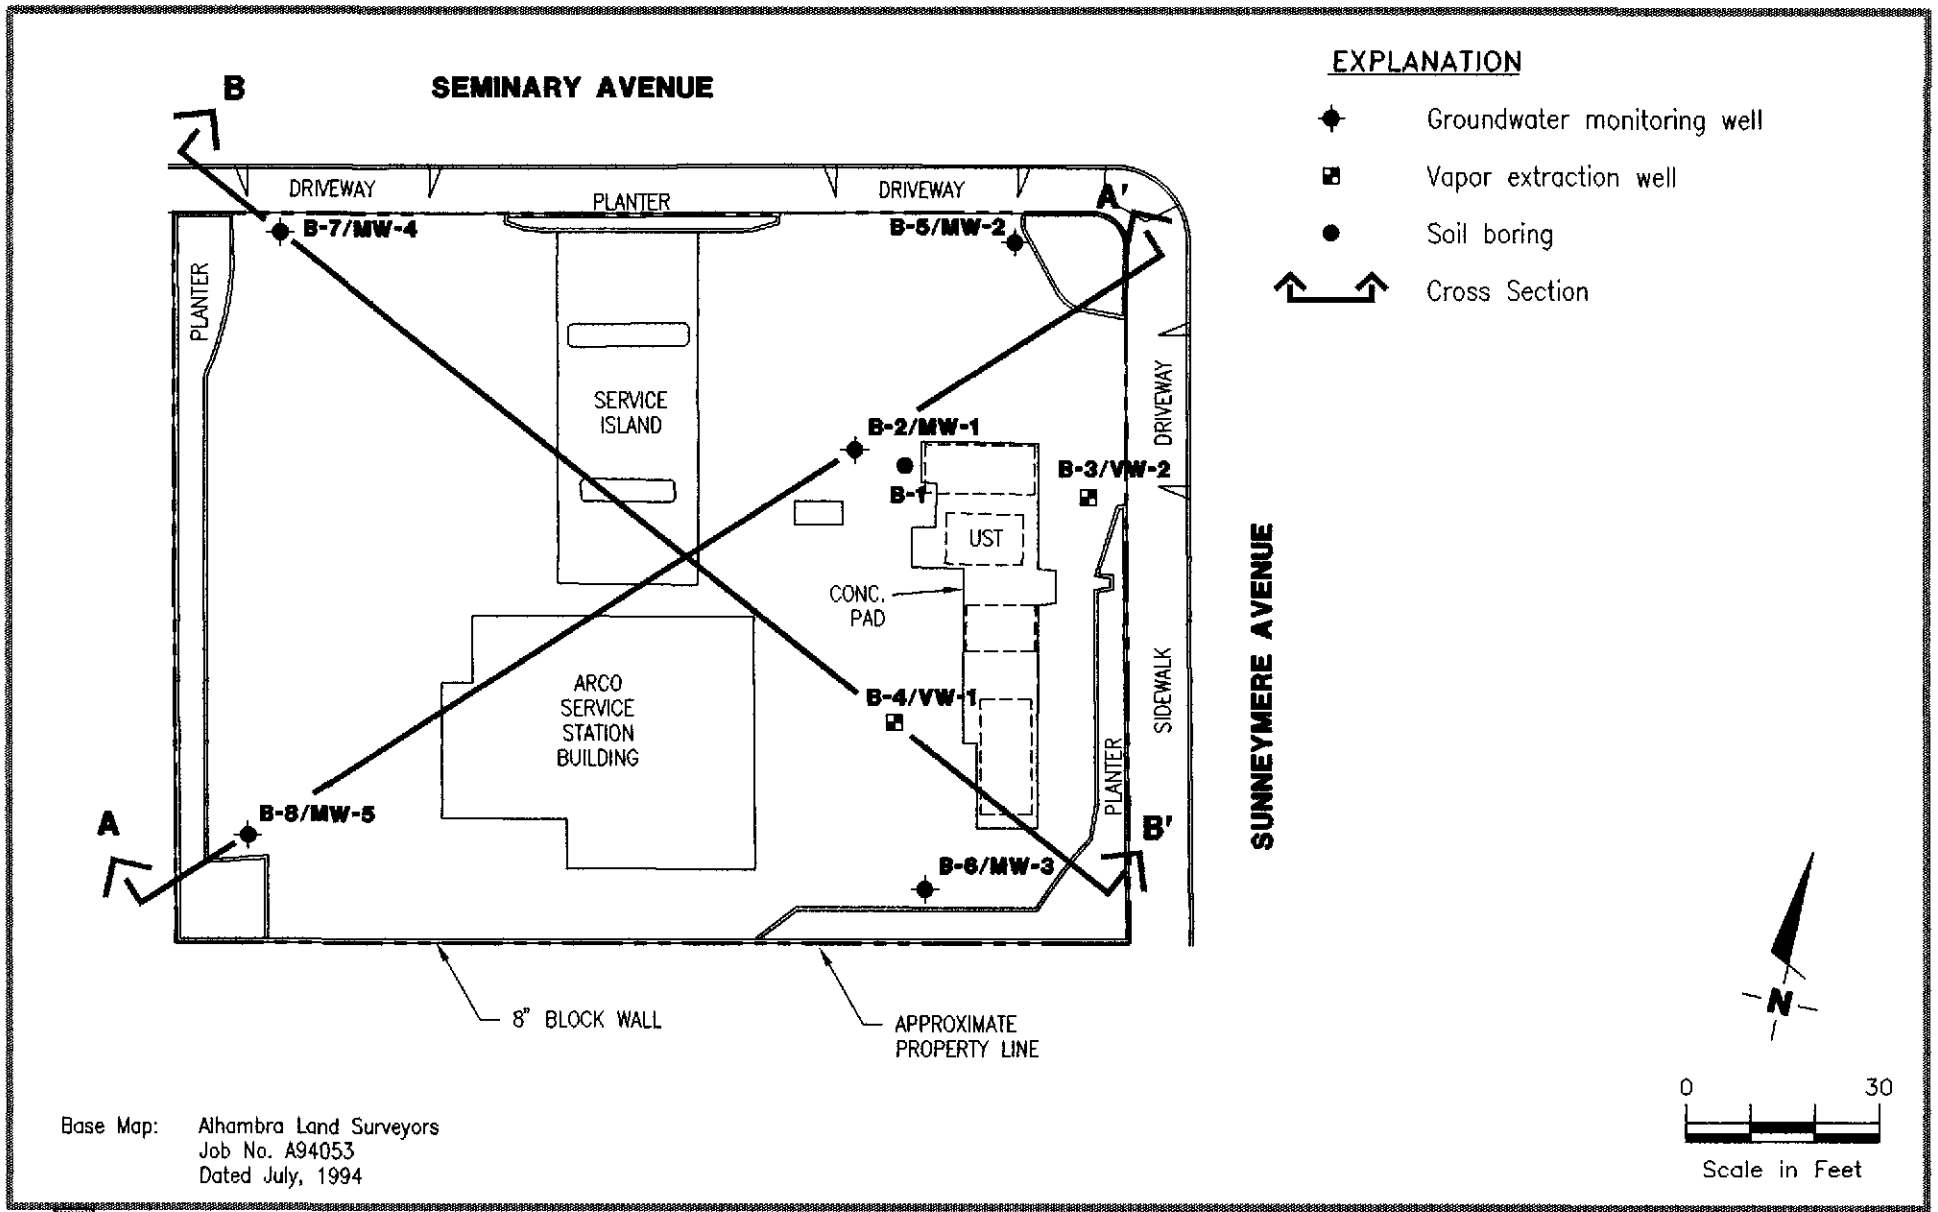 B
SEMINARY AVENUE
EXPLANATION
Groundwater monitoring well
Vapor extraction well
Soil boring
Cross Section
DRIVEWAY
PLANTER
DRIVEWAY
A'
B-7/MW-4
B-5/MW-2
PLANTER
SERVICE
ISLAND
DRIVEWAY
B-2/MW-1
B-3/VW-2
B-1
UST
CONC.
PAD
SUNNEYMERE AVENUE
SIDEWALK
ARCO
SERVICE
STATION
BUILDING
B-4/VW-1
PLANTER
A
B-8/MW-5
B'
B-6/MW-3
8" BLOCK WALL
APPROXIMATE
PROPERTY LINE
N
0 30
Scale in Feet
Base Map: Alhambra Land Surveyors
Job No. A94053
Dated July, 1994